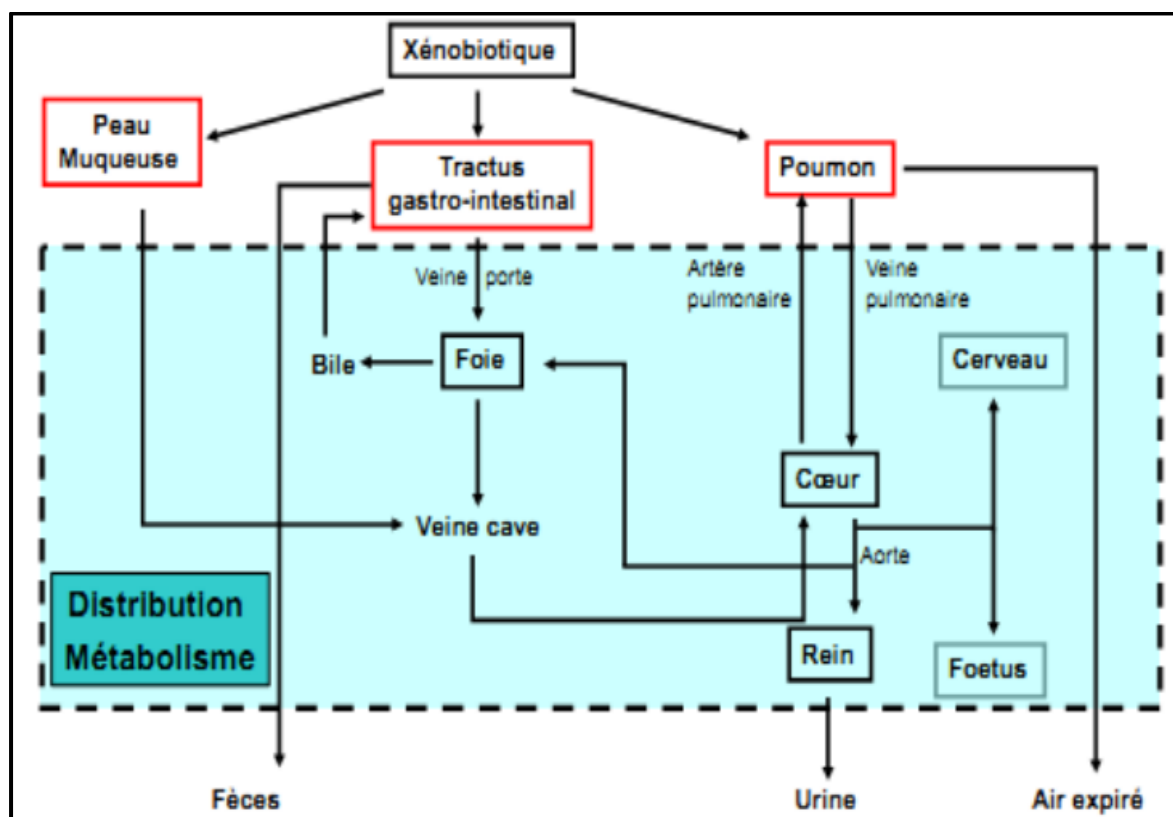 Xénobiotique
Peau
Muqueuse
Tractus
gastro-intestinal
Poumon
Veine porte
Artère
pulmonaire
Veine
pulmonaire
Bile
Foie
Cerveau
Cœur
Veine cave
Aorte
Distribution
Métabolisme
Rein
Foetus
Fèces
Urine
Air expiré